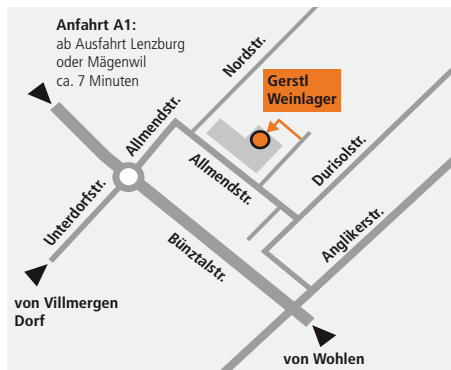 Anfahrt A1:
ab Ausfahrt Lenzburg
oder Mägenwil
ca. 7 Minuten
Nordstr.
Gerstl
Weinlager
Allmendstr.
Allmendstr.
Durisolstr.
Unterdorfstr.
Anglikerstr.
Bünztalstr.
von Villmergen
Dorf
von Wohlen